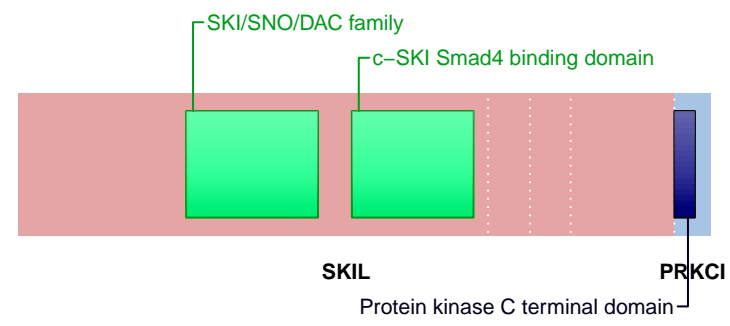 SKI/SNO/DAC family
c−SKI Smad4 binding domain
SKIL
PRKCI
Protein kinase C terminal domain